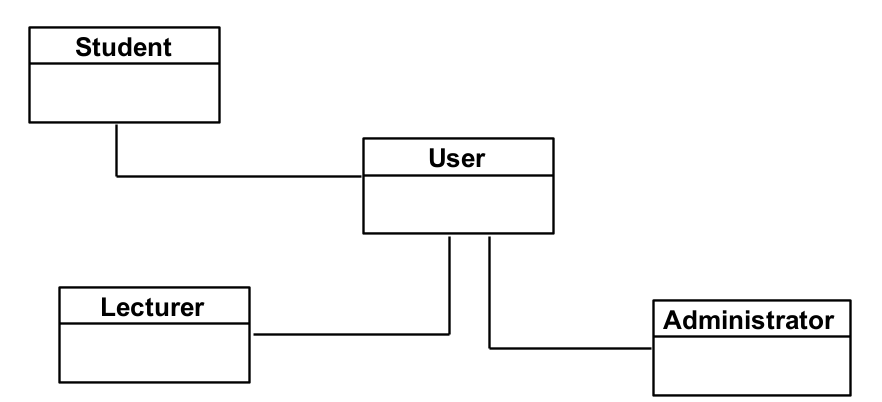 Student
User
Lecturer
Administrator